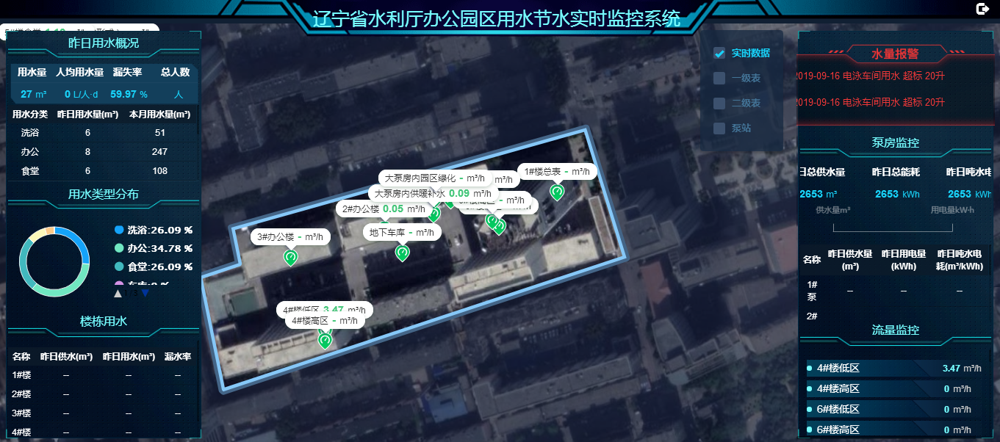 辽宁省水利厅办公园区用水节水实时监控系统
昨日用水概况
用水量 人均用水量 漏失率 总人数
27 m³ 0 L/人·d 59.97 % 人
用水分类 昨日用水量(m³) 本月用水量(m³)
洗浴 6 51
办公 8 247
食堂 6 108
用水类型分布
洗浴:26.09 %
办公:34.78 %
食堂:26.09 %
1/3
楼栋用水
名称 昨日供水(m³) 昨日用水(m³) 漏水率
1#楼 -- -- --
2#楼 -- -- --
3#楼 -- -- --
4#楼 -- -- --
1#楼总表 - m³/h
大泵房内园区绿化 - m³/h
m³/h
大泵房内供暖补水 0.09 m³/h
- m³/h
2#办公楼 0.05 m³/h
地下车库 - m³/h
3#办公楼 - m³/h
4#楼低区 3.47 m³/h
4#楼高区 - m³/h
实时数据
一级表
二级表
泵站
水量报警
2019-09-16 电泳车间用水 超标 20升
2019-09-16 电泳车间用水 超标 20升
泵房监控
日总供水量 昨日总能耗 昨日吨水电
2653 m³ 2653 kWh 2653 kWh
供水量m³ 用电量kW·h
名称 昨日供水量(m³) 昨日用电量(kWh) 昨日吨水电耗(m³/kWh)
1#泵 -- -- --
2#
流量监控
4#楼低区 3.47 m³/h
4#楼高区 0 m³/h
6#楼低区 0 m³/h
6#楼高区 0 m³/h